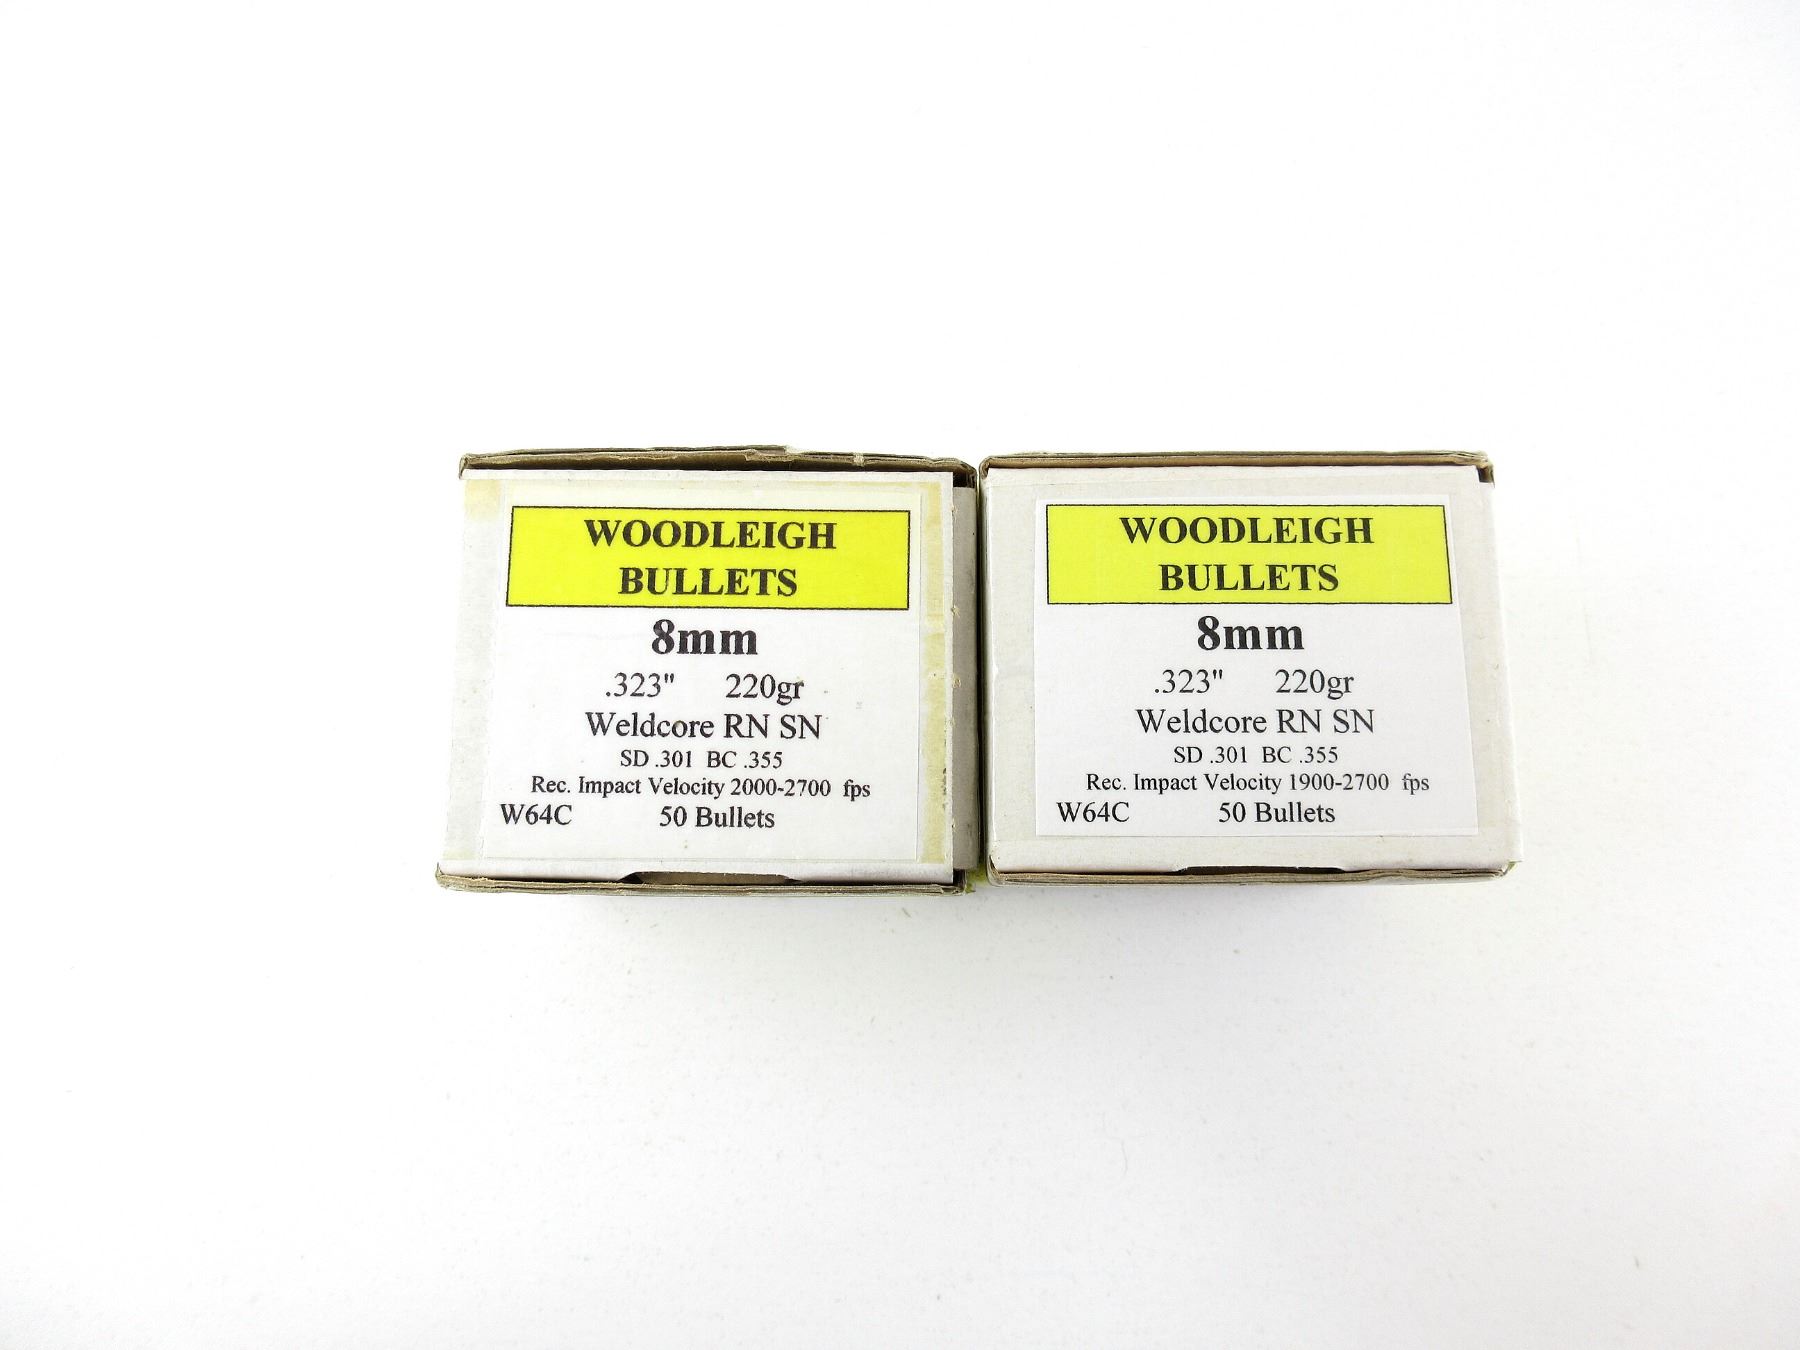 WOODLEIGH
BULLETS
8mm
.323" 220gr
Weldcore RN SN
SD .301 BC .355
Rec. Impact Velocity 2000-2700 fps
W64C 50 Bullets
WOODLEIGH
BULLETS
8mm
.323" 220gr
Weldcore RN SN
SD .301 BC .355
Rec. Impact Velocity 1900-2700 fps
W64C 50 Bullets